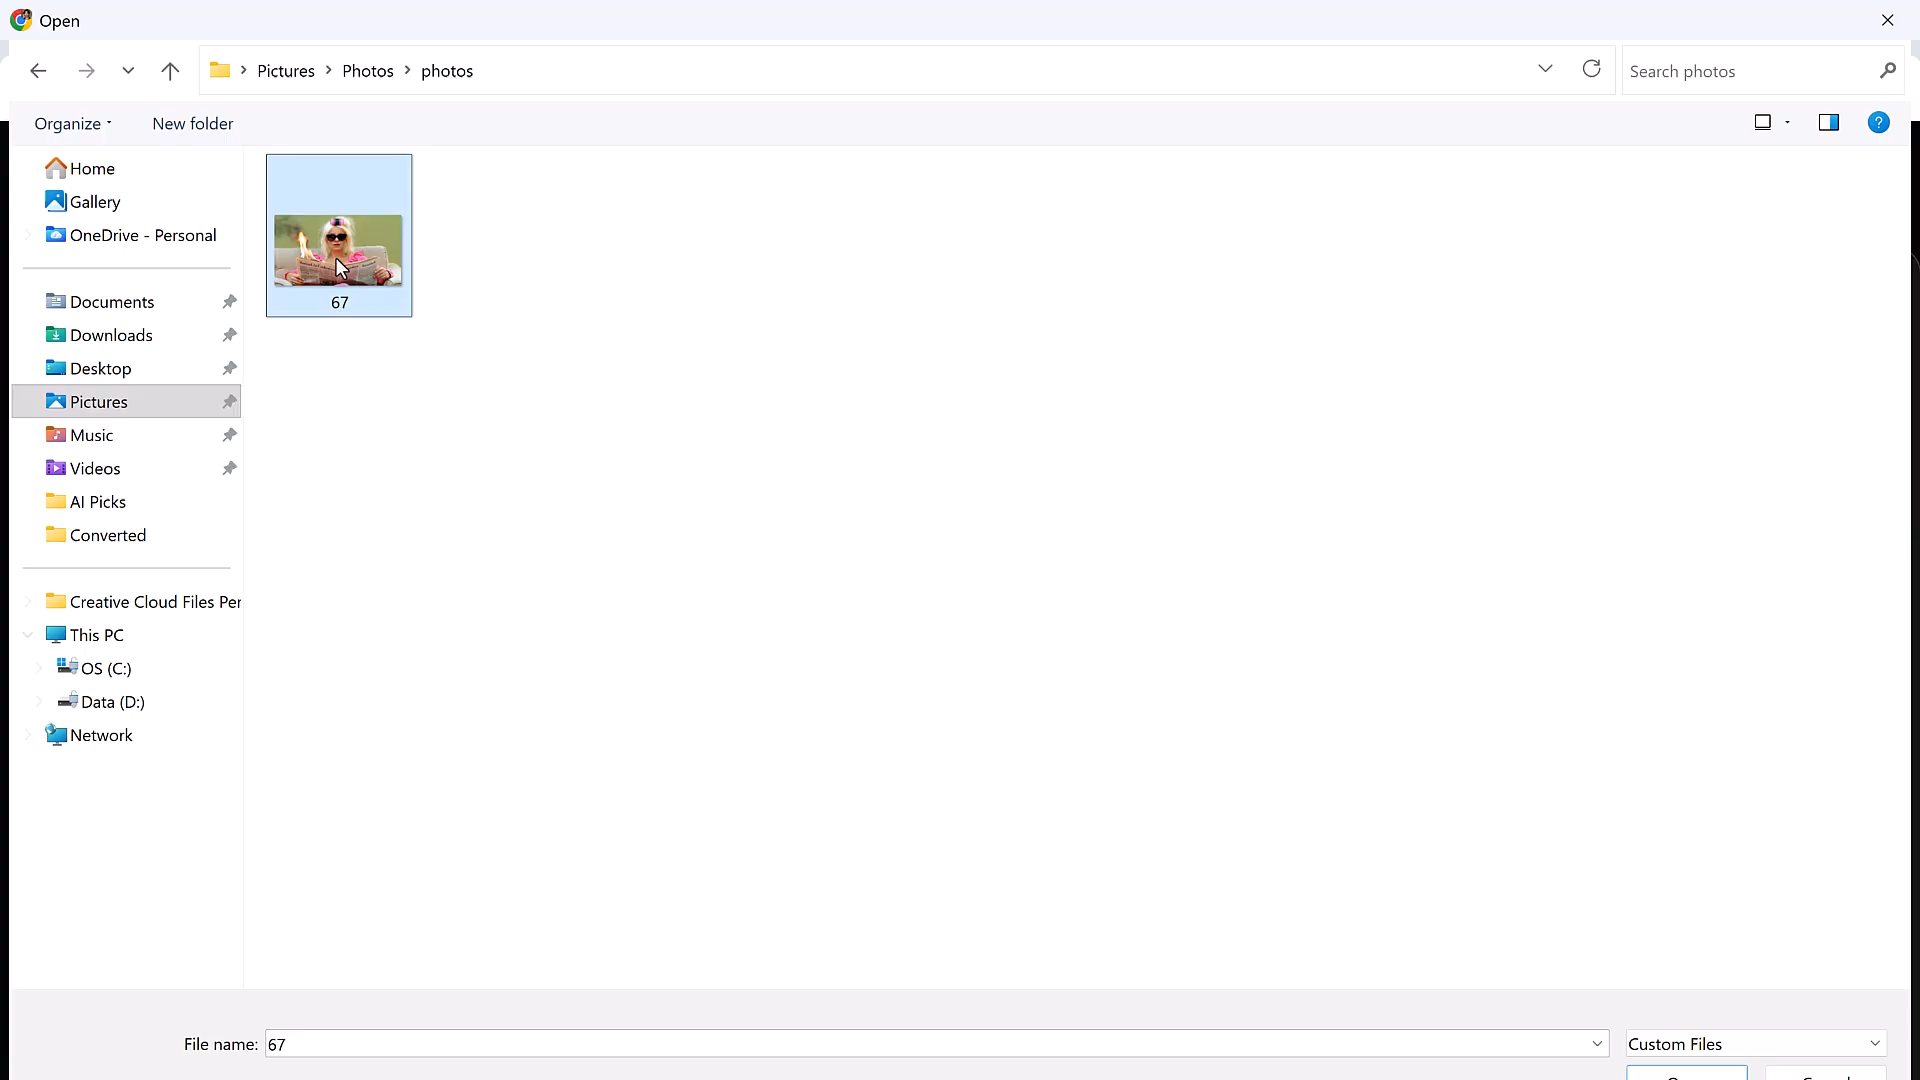 Open
Pictures
Photos
photos
Search photos
Organize
New folder
Home
Gallery
OneDrive - Personal
Documents
Downloads
Desktop
Pictures
Music
Videos
AI Picks
Converted
Creative Cloud Files Per
This PC
OS (C:)
Data (D:)
Network
67
File name:
67
Custom Files